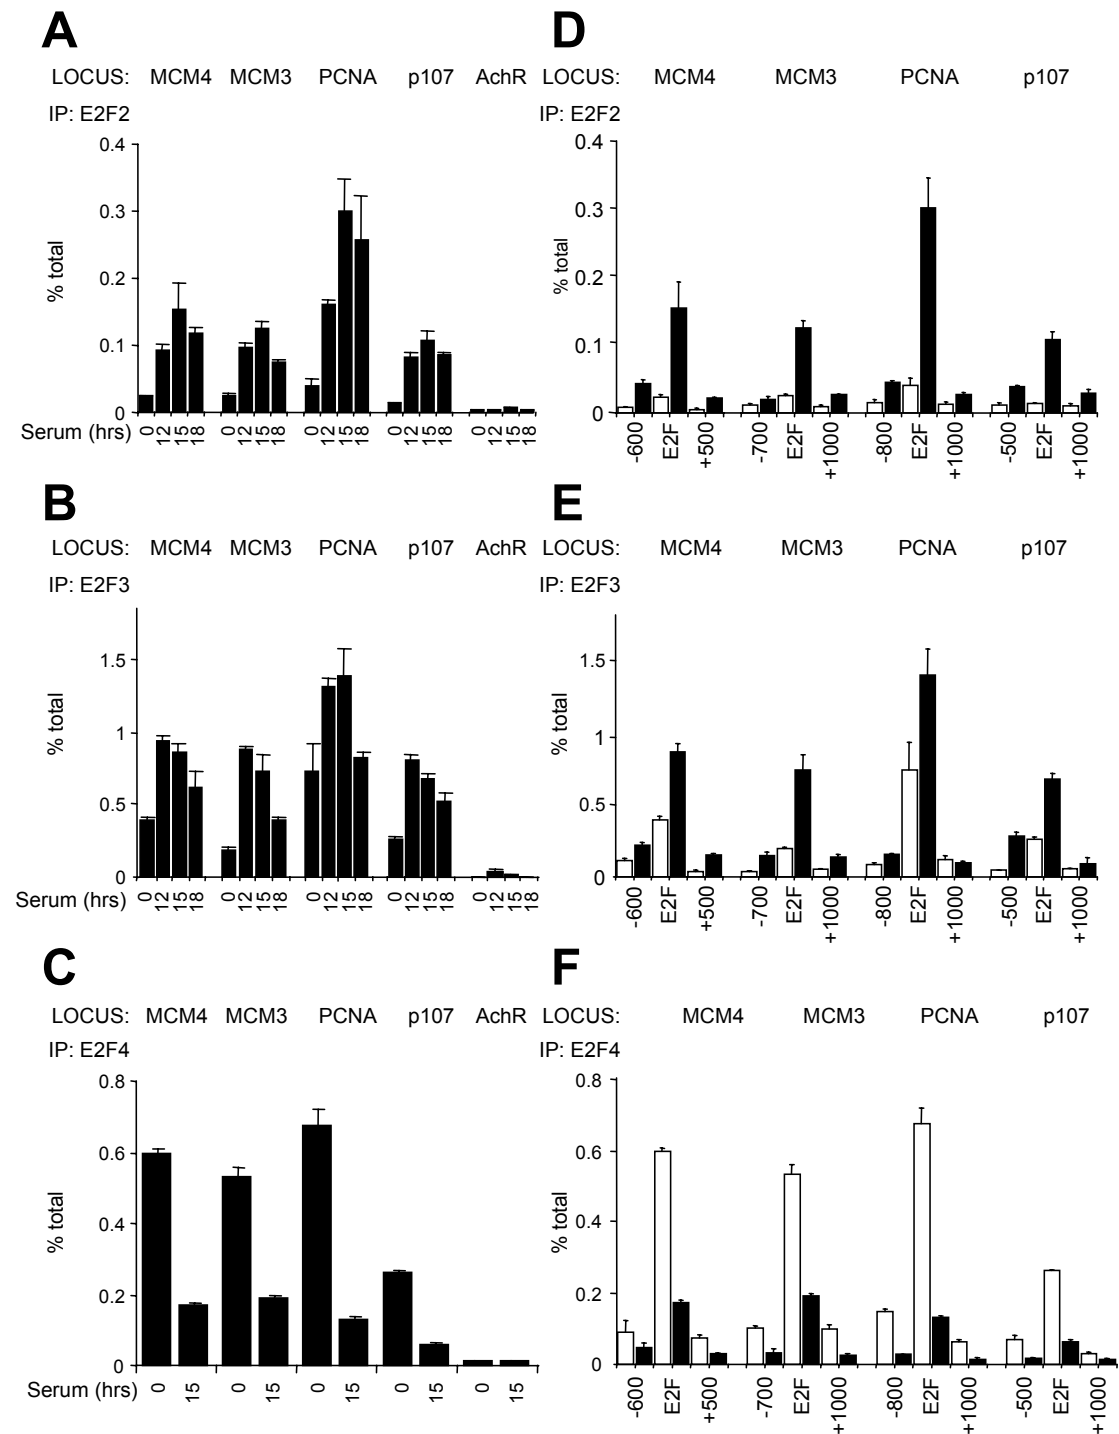 A
LOCUS: MCM4 MCM3 PCNA p107 AchR
IP: E2F2
0.4
0.3
0.2
0.1
0
% total
Serum (hrs) 0 12 15 18 0 12 15 18 0 12 15 18 0 12 15 18 0 12 15 18
D
LOCUS: MCM4 MCM3 PCNA p107
IP: E2F2
0.4
0.3
0.2
0.1
0
% total
-600 E2F +500 -700 E2F +1000 -800 E2F +1000 -500 E2F +1000
B
LOCUS: MCM4 MCM3 PCNA p107 AchR
IP: E2F3
1.5
1
0.5
0
% total
Serum (hrs) 0 12 15 18 0 12 15 18 0 12 15 18 0 12 15 18 0 12 15 18
E
LOCUS: MCM4 MCM3 PCNA p107
IP: E2F3
1.5
1
0.5
0
% total
-600 E2F +500 -700 E2F +1000 -800 E2F +1000 -500 E2F +1000
C
LOCUS: MCM4 MCM3 PCNA p107 AchR
IP: E2F4
0.8
0.6
0.4
0.2
0
% total
Serum (hrs) 0 15 0 15 0 15 0 15 0 15
F
LOCUS: MCM4 MCM3 PCNA p107
IP: E2F4
0.8
0.6
0.4
0.2
0
% total
-600 E2F +500 -700 E2F +1000 -800 E2F +1000 -500 E2F +1000